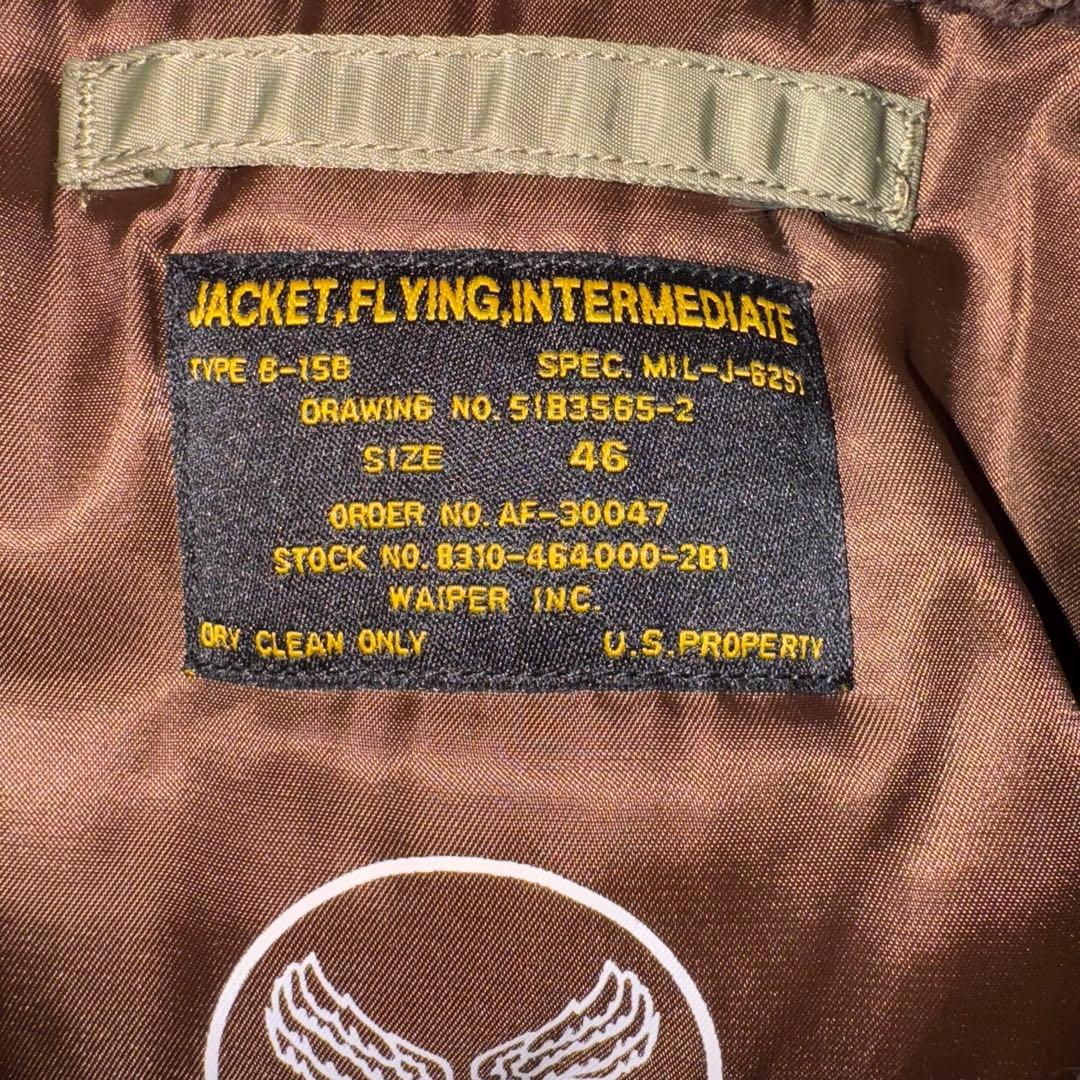 JACKET,FLYING,INTERMEDIATE
TYPE B-15B SPEC. MIL-J-6251
DRAWING NO. 51B3565-2
SIZE 46
ORDER NO. AF-30047
STOCK NO. 8310-464000-2B1
WAIPER INC.
DRY CLEAN ONLY U.S. PROPERTY